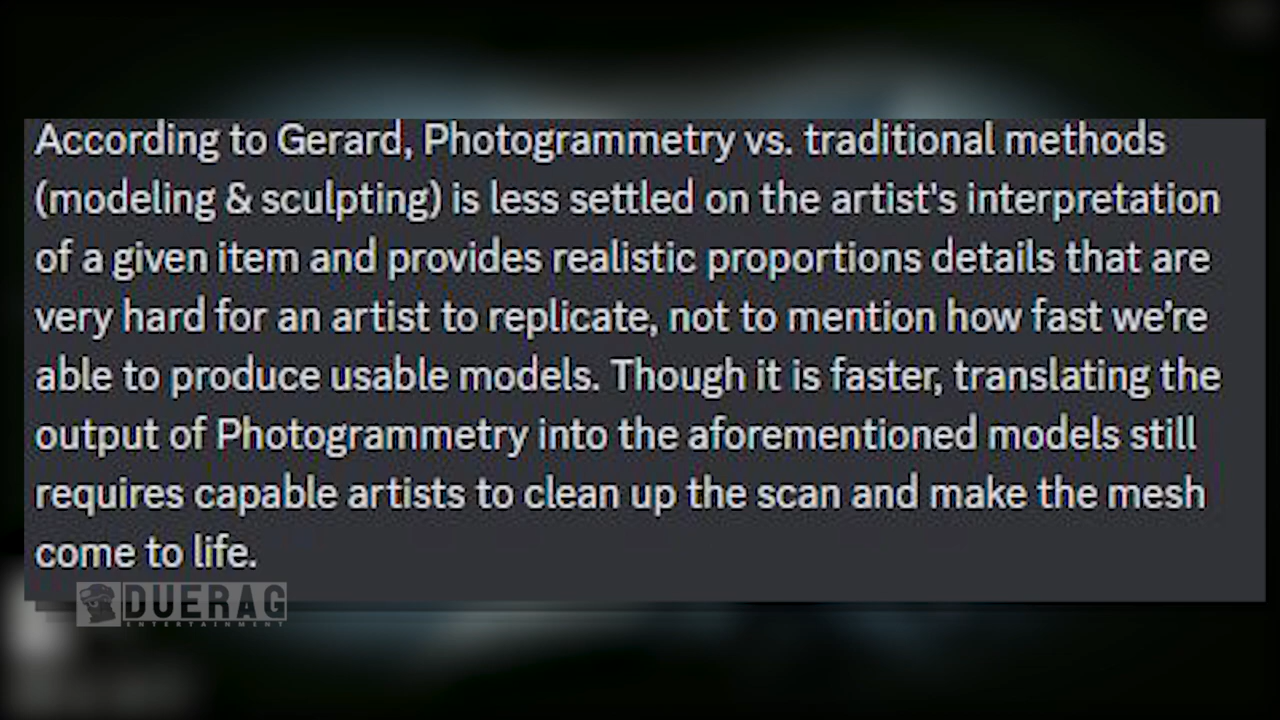 According to Gerard, Photogrammetry vs. traditional methods
(modeling & sculpting) is less settled on the artist's interpretation
of a given item and provides realistic proportions details that are
very hard for an artist to replicate, not to mention how fast we're
able to produce usable models. Though it is faster, translating the
output of Photogrammetry into the aforementioned models still
requires capable artists to clean up the scan and make the mesh
come to life.
DUERAG
ENTERTAINMENT